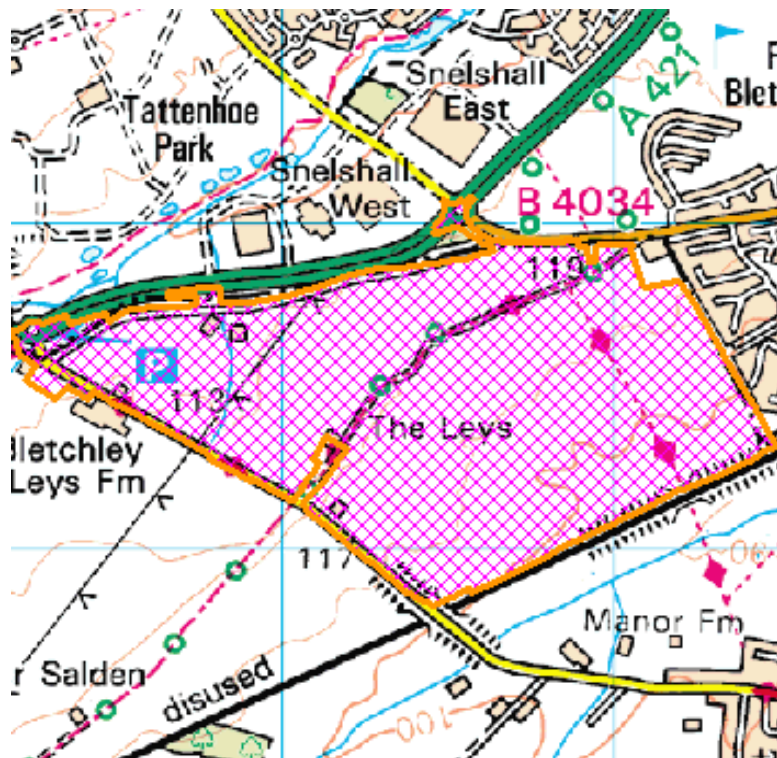 Snelshall
East
A 421
F
Blet
Tattenhoe
Park
Snelshall
West
B 4034
119
P
113
The Leys
Bletchley
Leys Fm
117
90
Manor Fm
r Salden
disused
100